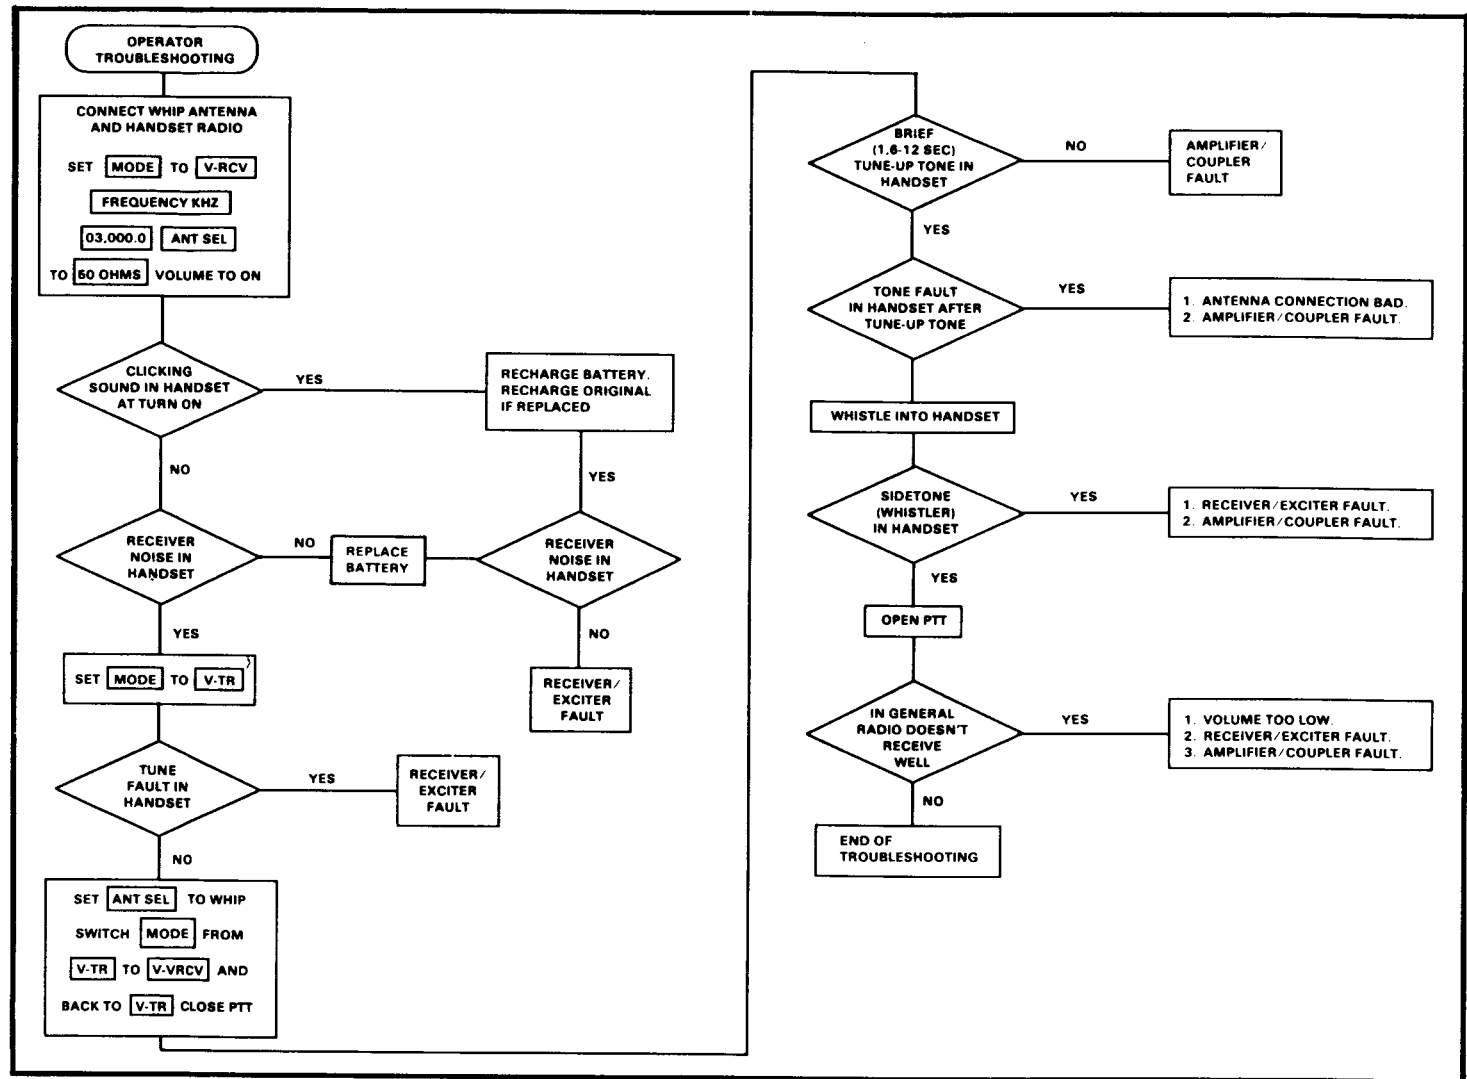 OPERATOR
TROUBLESHOOTING
CONNECT WHIP ANTENNA
AND HANDSET RADIO
SET MODE TO V-RCV
FREQUENCY KHZ
03.000.0 ANT SEL
TO 50 OHMS VOLUME TO ON
CLICKING
SOUND IN HANDSET
AT TURN ON
YES
RECHARGE BATTERY.
RECHARGE ORIGINAL
IF REPLACED
NO
YES
RECEIVER
NOISE IN
HANDSET
NO
REPLACE
BATTERY
RECEIVER
NOISE IN
HANDSET
YES
NO
SET MODE TO V-TR
RECEIVER/
EXCITER
FAULT
TUNE
FAULT IN
HANDSET
YES
RECEIVER/
EXCITER
FAULT
NO
SET ANT SEL TO WHIP
SWITCH MODE FROM
V-TR TO V-VRCV AND
BACK TO V-TR CLOSE PTT
BRIEF
(1.6-12 SEC)
TUNE-UP TONE IN
HANDSET
NO
AMPLIFIER/
COUPLER
FAULT
YES
TONE FAULT
IN HANDSET AFTER
TUNE-UP TONE
YES
1. ANTENNA CONNECTION BAD.
2. AMPLIFIER/COUPLER FAULT.
WHISTLE INTO HANDSET
SIDETONE
(WHISTLER)
IN HANDSET
YES
1. RECEIVER/EXCITER FAULT.
2. AMPLIFIER/COUPLER FAULT.
YES
OPEN PTT
IN GENERAL
RADIO DOESN'T
RECEIVE
WELL
YES
1. VOLUME TOO LOW.
2. RECEIVER/EXCITER FAULT.
3. AMPLIFIER/COUPLER FAULT.
NO
END OF
TROUBLESHOOTING